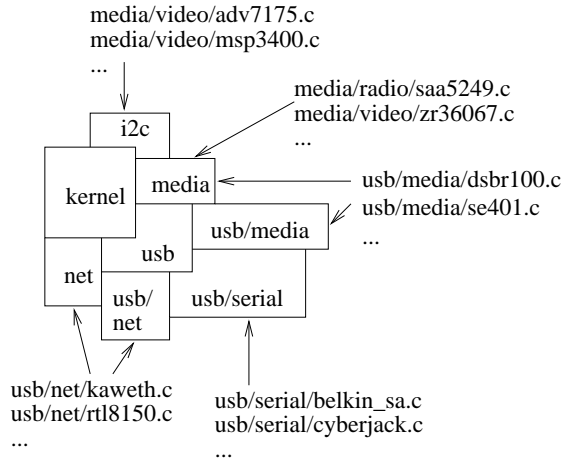 media/video/adv7175.c
media/video/msp3400.c
...
media/radio/saa5249.c
media/video/zr36067.c
...
i2c
kernel
media
usb/media/dsbr100.c
usb/media/se401.c
...
usb/media
usb
net
usb/
net
usb/serial
usb/net/kaweth.c
usb/net/rtl8150.c
...
usb/serial/belkin_sa.c
usb/serial/cyberjack.c
...